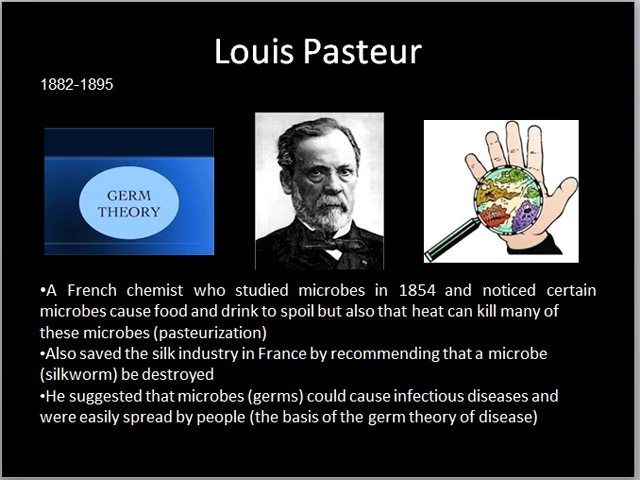 Louis Pasteur
1882-1895
GERM
THEORY
•A French chemist who studied microbes in 1854 and noticed certain
microbes cause food and drink to spoil but also that heat can kill many of
these microbes (pasteurization)
•Also saved the silk industry in France by recommending that a microbe
(silkworm) be destroyed
•He suggested that microbes (germs) could cause infectious diseases and
were easily spread by people (the basis of the germ theory of disease)